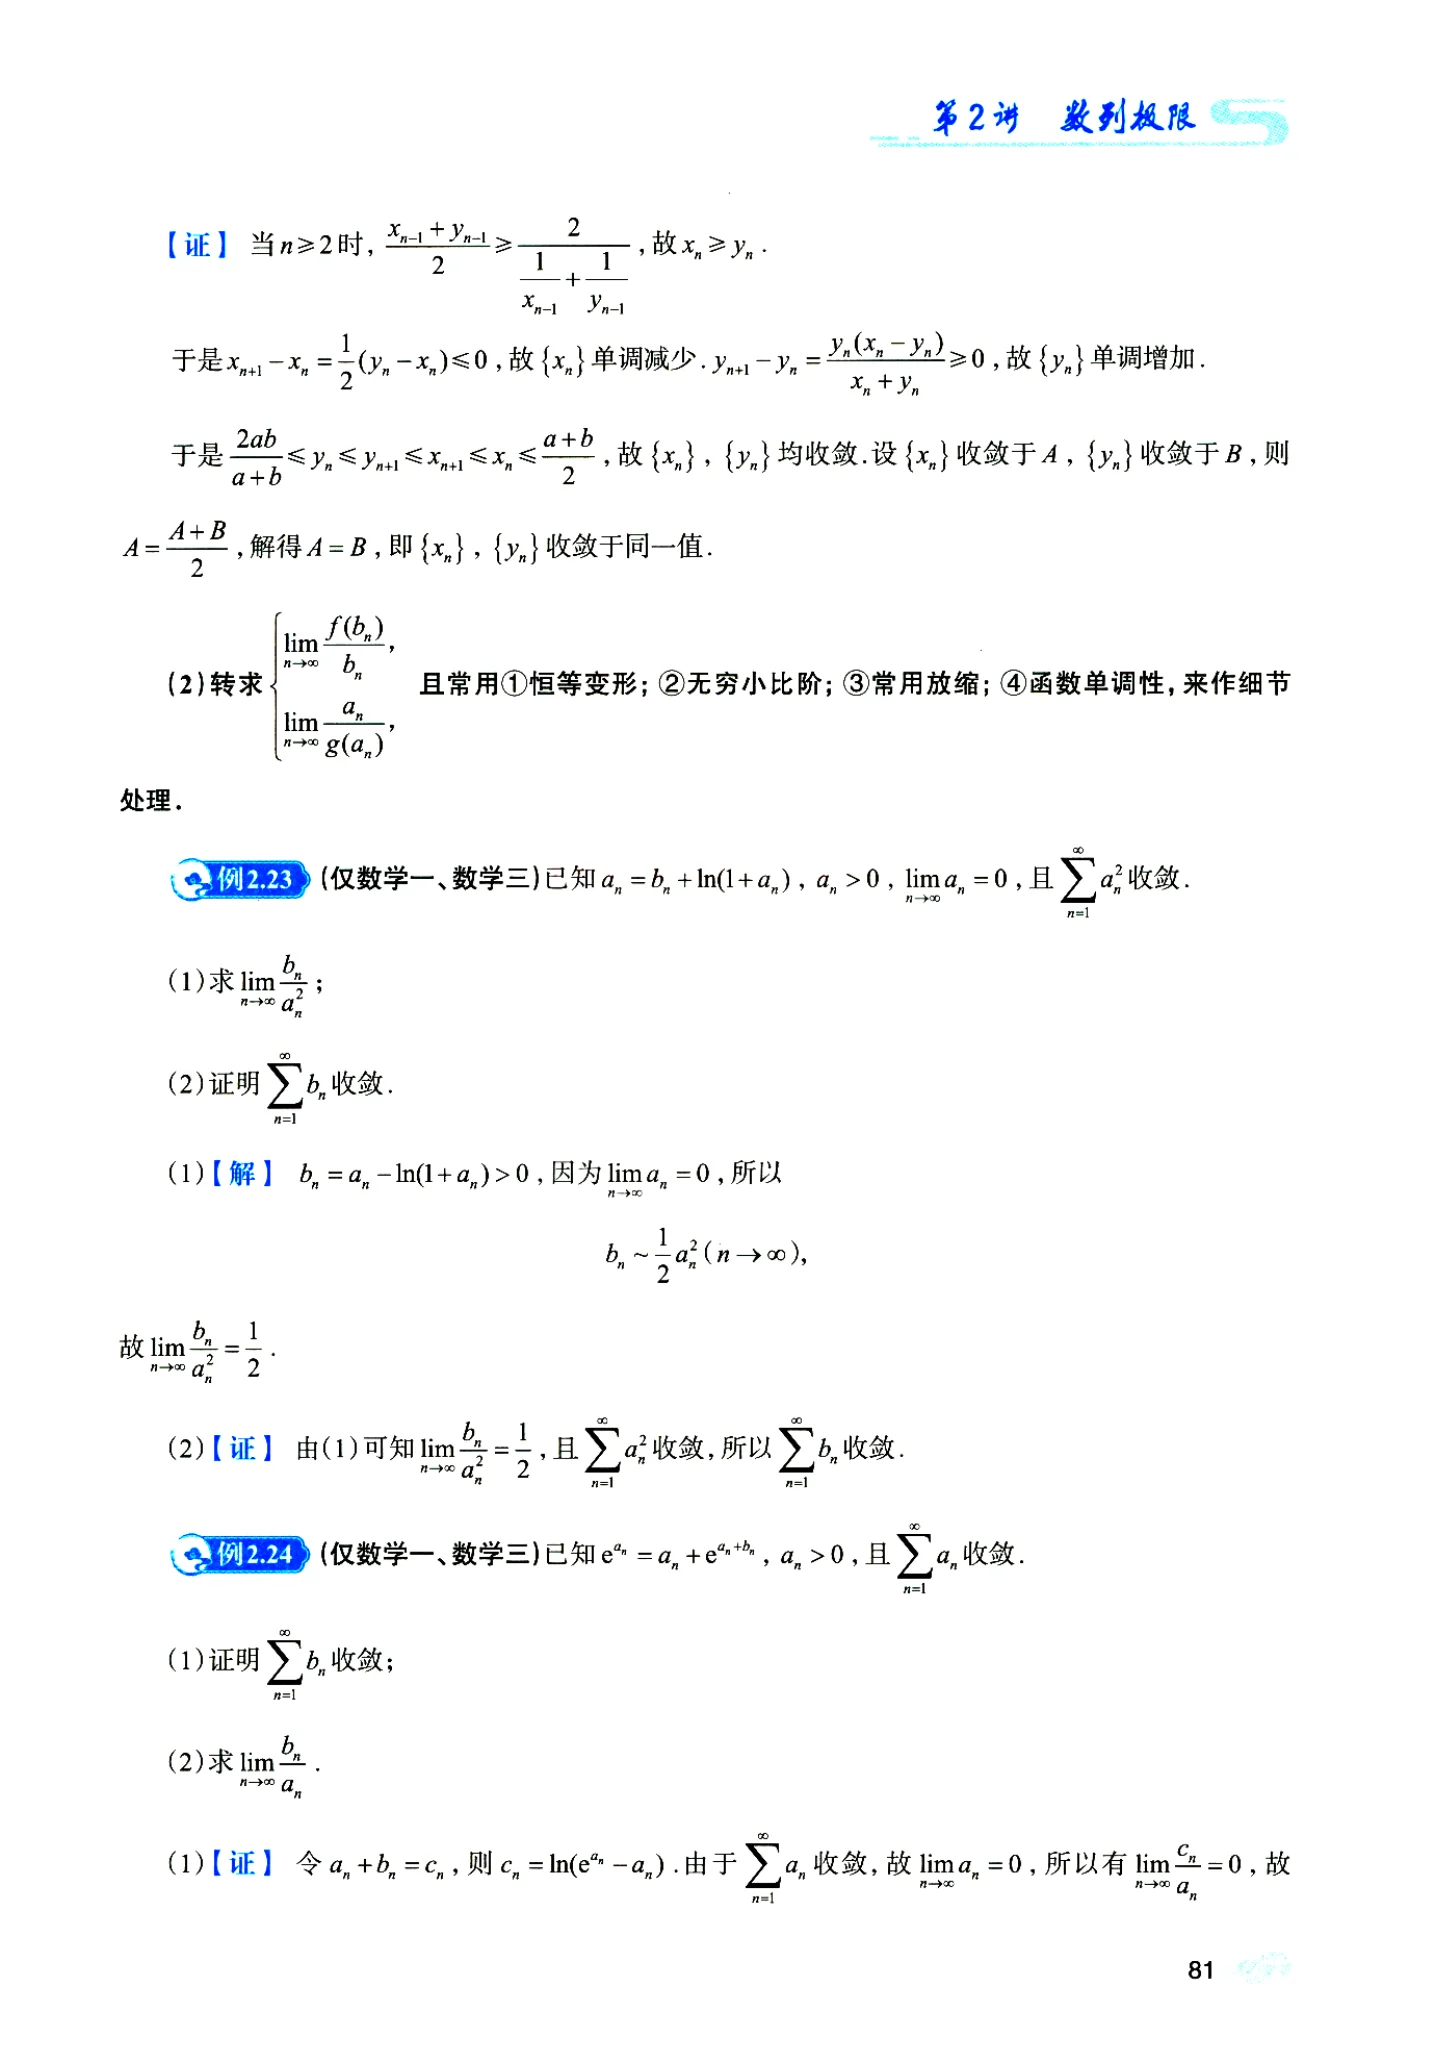 第2讲 数列极限
【证】 当 $n \geqslant 2$ 时, $\frac{x_{n-1}+y_{n-1}}{2} \geqslant \frac{2}{\frac{1}{x_{n-1}}+\frac{1}{y_{n-1}}}$ ,故 $x_n \geqslant y_n$ .
于是 $x_{n+1}-x_n=\frac{1}{2}(y_n-x_n) \leqslant 0$ ,故 $\{x_n\}$ 单调减少. $y_{n+1}-y_n=\frac{y_n(x_n-y_n)}{x_n+y_n} \geqslant 0$ ,故 $\{y_n\}$ 单调增加.
于是 $\frac{2ab}{a+b} \leqslant y_n \leqslant y_{n+1} \leqslant x_{n+1} \leqslant x_n \leqslant \frac{a+b}{2}$ ,故 $\{x_n\}$ , $\{y_n\}$ 均收敛.设 $\{x_n\}$ 收敛于 $A$ , $\{y_n\}$ 收敛于 $B$ ,则
$A=\frac{A+B}{2}$ ,解得 $A=B$ ,即 $\{x_n\}$ , $\{y_n\}$ 收敛于同一值.
(2)转求 $\begin{cases} \lim\limits_{n \to \infty} \frac{f(b_n)}{b_n}, \\ \lim\limits_{n \to \infty} \frac{a_n}{g(a_n)}, \end{cases}$ 且常用①恒等变形;②无穷小比阶;③常用放缩;④函数单调性,来作细节
处理.
例2.23 (仅数学一、数学三)已知 $a_n=b_n+\ln(1+a_n)$ , $a_n>0$ , $\lim\limits_{n \to \infty} a_n=0$ ,且 $\sum\limits_{n=1}^{\infty} a_n^2$ 收敛.
(1)求 $\lim\limits_{n \to \infty} \frac{b_n}{a_n^2}$ ;
(2)证明 $\sum\limits_{n=1}^{\infty} b_n$ 收敛.
(1)【解】 $b_n=a_n-\ln(1+a_n)>0$ ,因为 $\lim\limits_{n \to \infty} a_n=0$ ,所以
$b_n \sim \frac{1}{2}a_n^2 (n \to \infty)$,
故 $\lim\limits_{n \to \infty} \frac{b_n}{a_n^2}=\frac{1}{2}$ .
(2)【证】 由(1)可知 $\lim\limits_{n \to \infty} \frac{b_n}{a_n^2}=\frac{1}{2}$ ,且 $\sum\limits_{n=1}^{\infty} a_n^2$ 收敛,所以 $\sum\limits_{n=1}^{\infty} b_n$ 收敛.
例2.24 (仅数学一、数学三)已知 $\mathrm{e}^{a_n}=a_n+\mathrm{e}^{a_n+b_n}$ , $a_n>0$ ,且 $\sum\limits_{n=1}^{\infty} a_n$ 收敛.
(1)证明 $\sum\limits_{n=1}^{\infty} b_n$ 收敛;
(2)求 $\lim\limits_{n \to \infty} \frac{b_n}{a_n}$ .
(1)【证】 令 $a_n+b_n=c_n$ ,则 $c_n=\ln(\mathrm{e}^{a_n}-a_n)$ .由于 $\sum\limits_{n=1}^{\infty} a_n$ 收敛,故 $\lim\limits_{n \to \infty} a_n=0$ ,所以有 $\lim\limits_{n \to \infty} \frac{c_n}{a_n}=0$ ,故
81